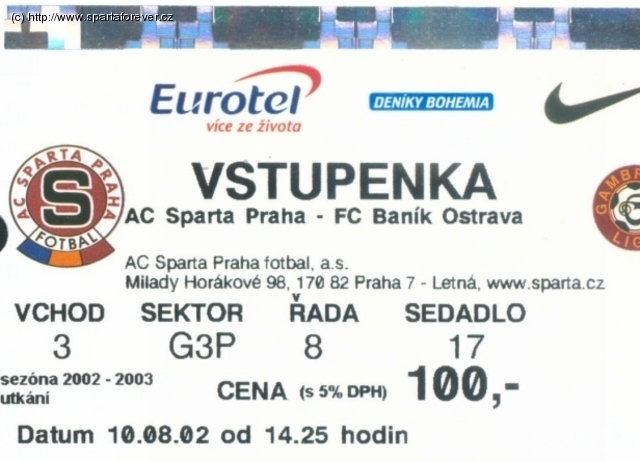 (c) http://www.spartaforever.cz
Eurotel
více ze života
DENÍKY BOHEMIA
AC SPARTA PRAHA
S
FOTBAL
VSTUPENKA
AC Sparta Praha - FC Baník Ostrava
AC Sparta Praha fotbal, a.s.
Milady Horákové 98, 170 82 Praha 7 - Letná, www.sparta.cz
VCHOD SEKTOR ŘADA SEDADLO
3 G3P 8 17
sezóna 2002 - 2003
utkání
CENA (s 5% DPH) 100,-
Datum 10.08.02 od 14.25 hodin